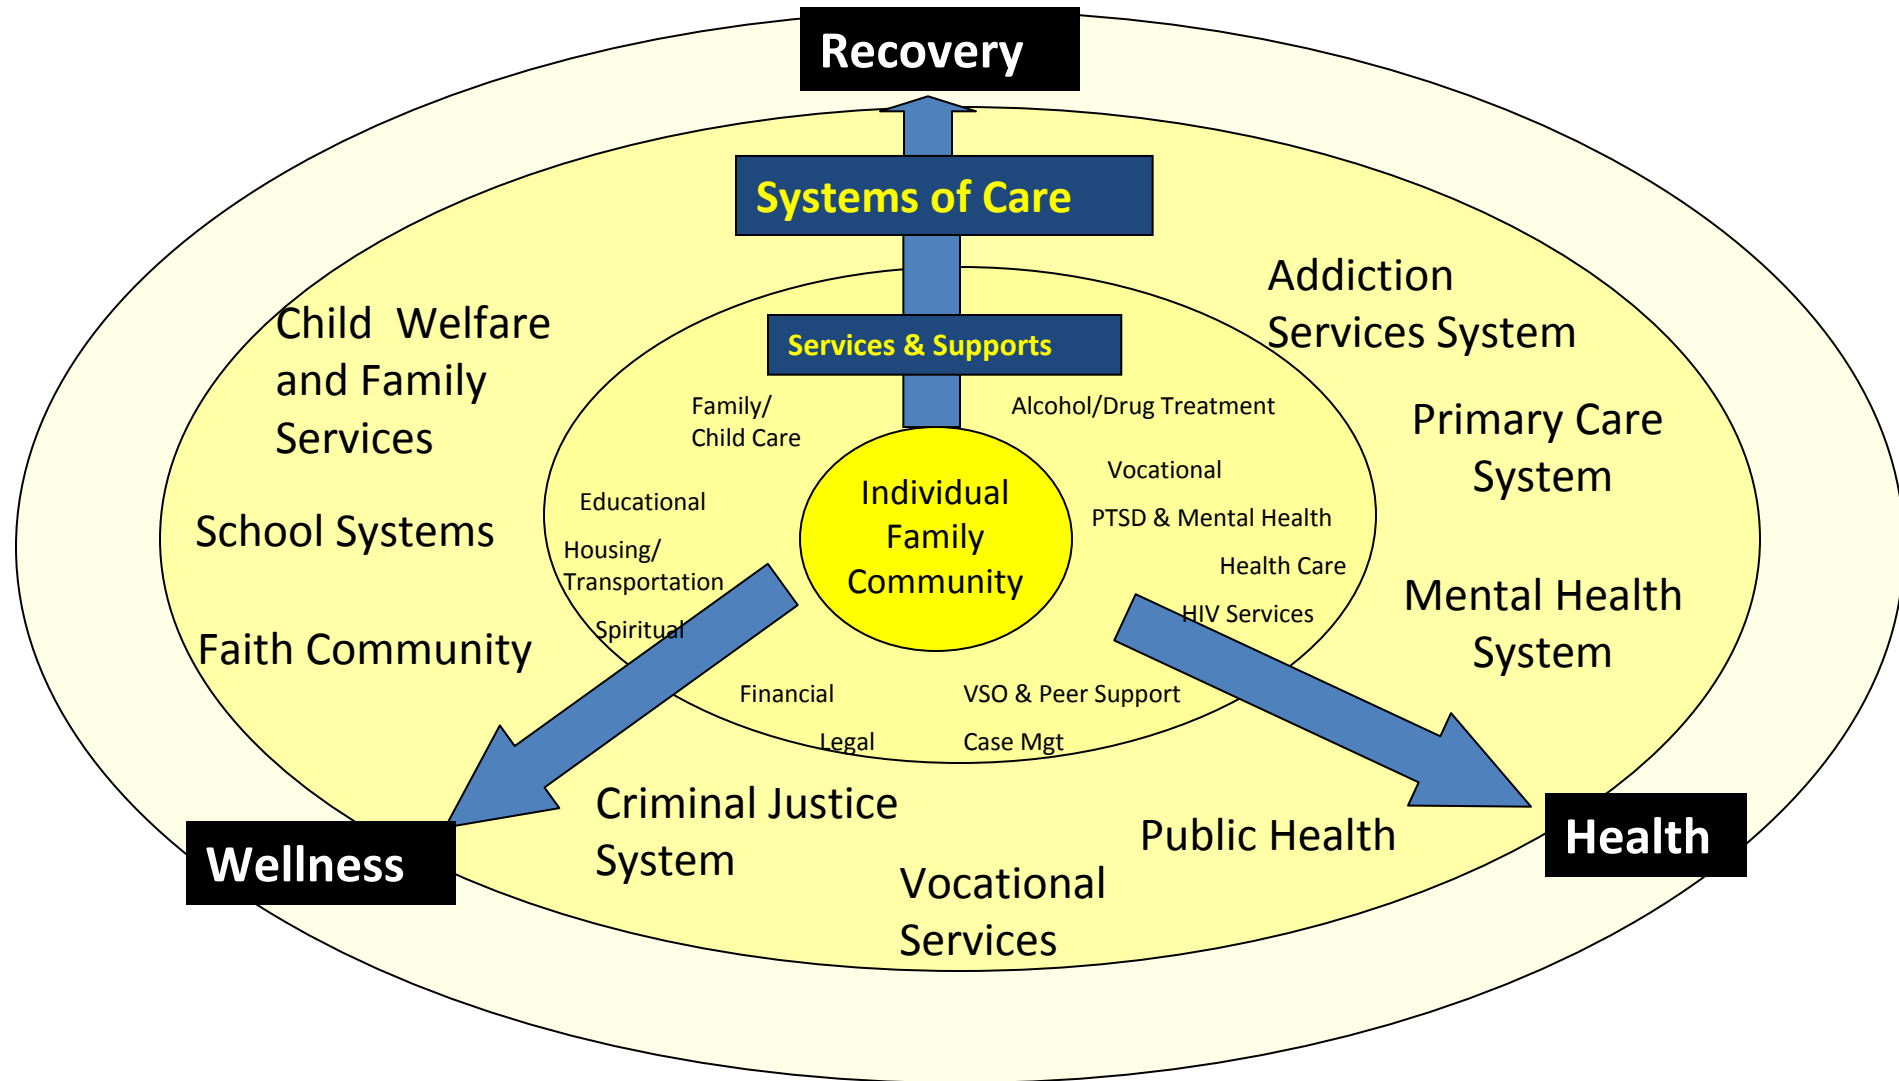 Recovery
Systems of Care
Services & Supports
Child  Welfare
and Family
Services
School Systems
Faith Community
Addiction
Services System
Primary Care
System
Mental Health
System
Family/
Child Care
Educational
Housing/
Transportation
Spiritual
Individual
Family
Community
Alcohol/Drug Treatment
Vocational
PTSD & Mental Health
Health Care
HIV Services
Financial
Legal
VSO & Peer Support
Case Mgt
Criminal Justice
System
Vocational
Services
Public Health
Wellness
Health